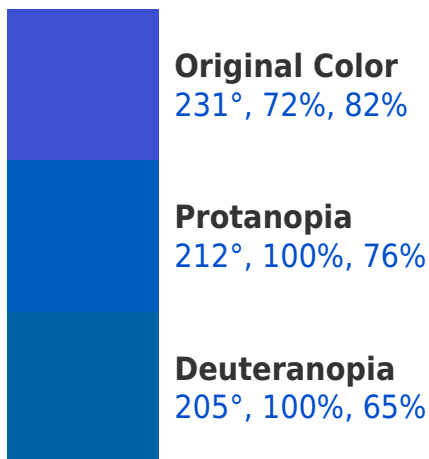 Original Color
231°, 72%, 82%
Protanopia
212°, 100%, 76%
Deuteranopia
205°, 100%, 65%